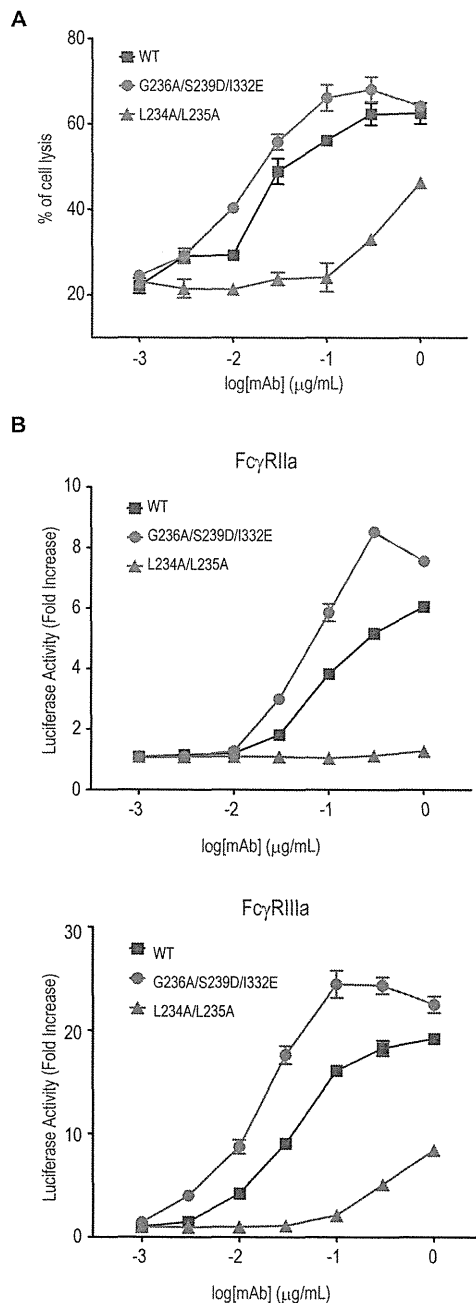 A
80
60
40
20
% of cell lysis
WT
G236A/S239D/I332E
L234A/L235A
-3 -2 -1 0
log[mAb] (μg/mL)
B
FcγRIIa
10
8
6
4
2
0
Luciferase Activity (Fold Increase)
WT
G236A/S239D/I332E
L234A/L235A
-3 -2 -1 0
log[mAb] (μg/mL)
FcγRIIIa
30
20
10
0
Luciferase Activity (Fold Increase)
WT
G236A/S239D/I332E
L234A/L235A
-3 -2 -1 0
log[mAb] (μg/mL)